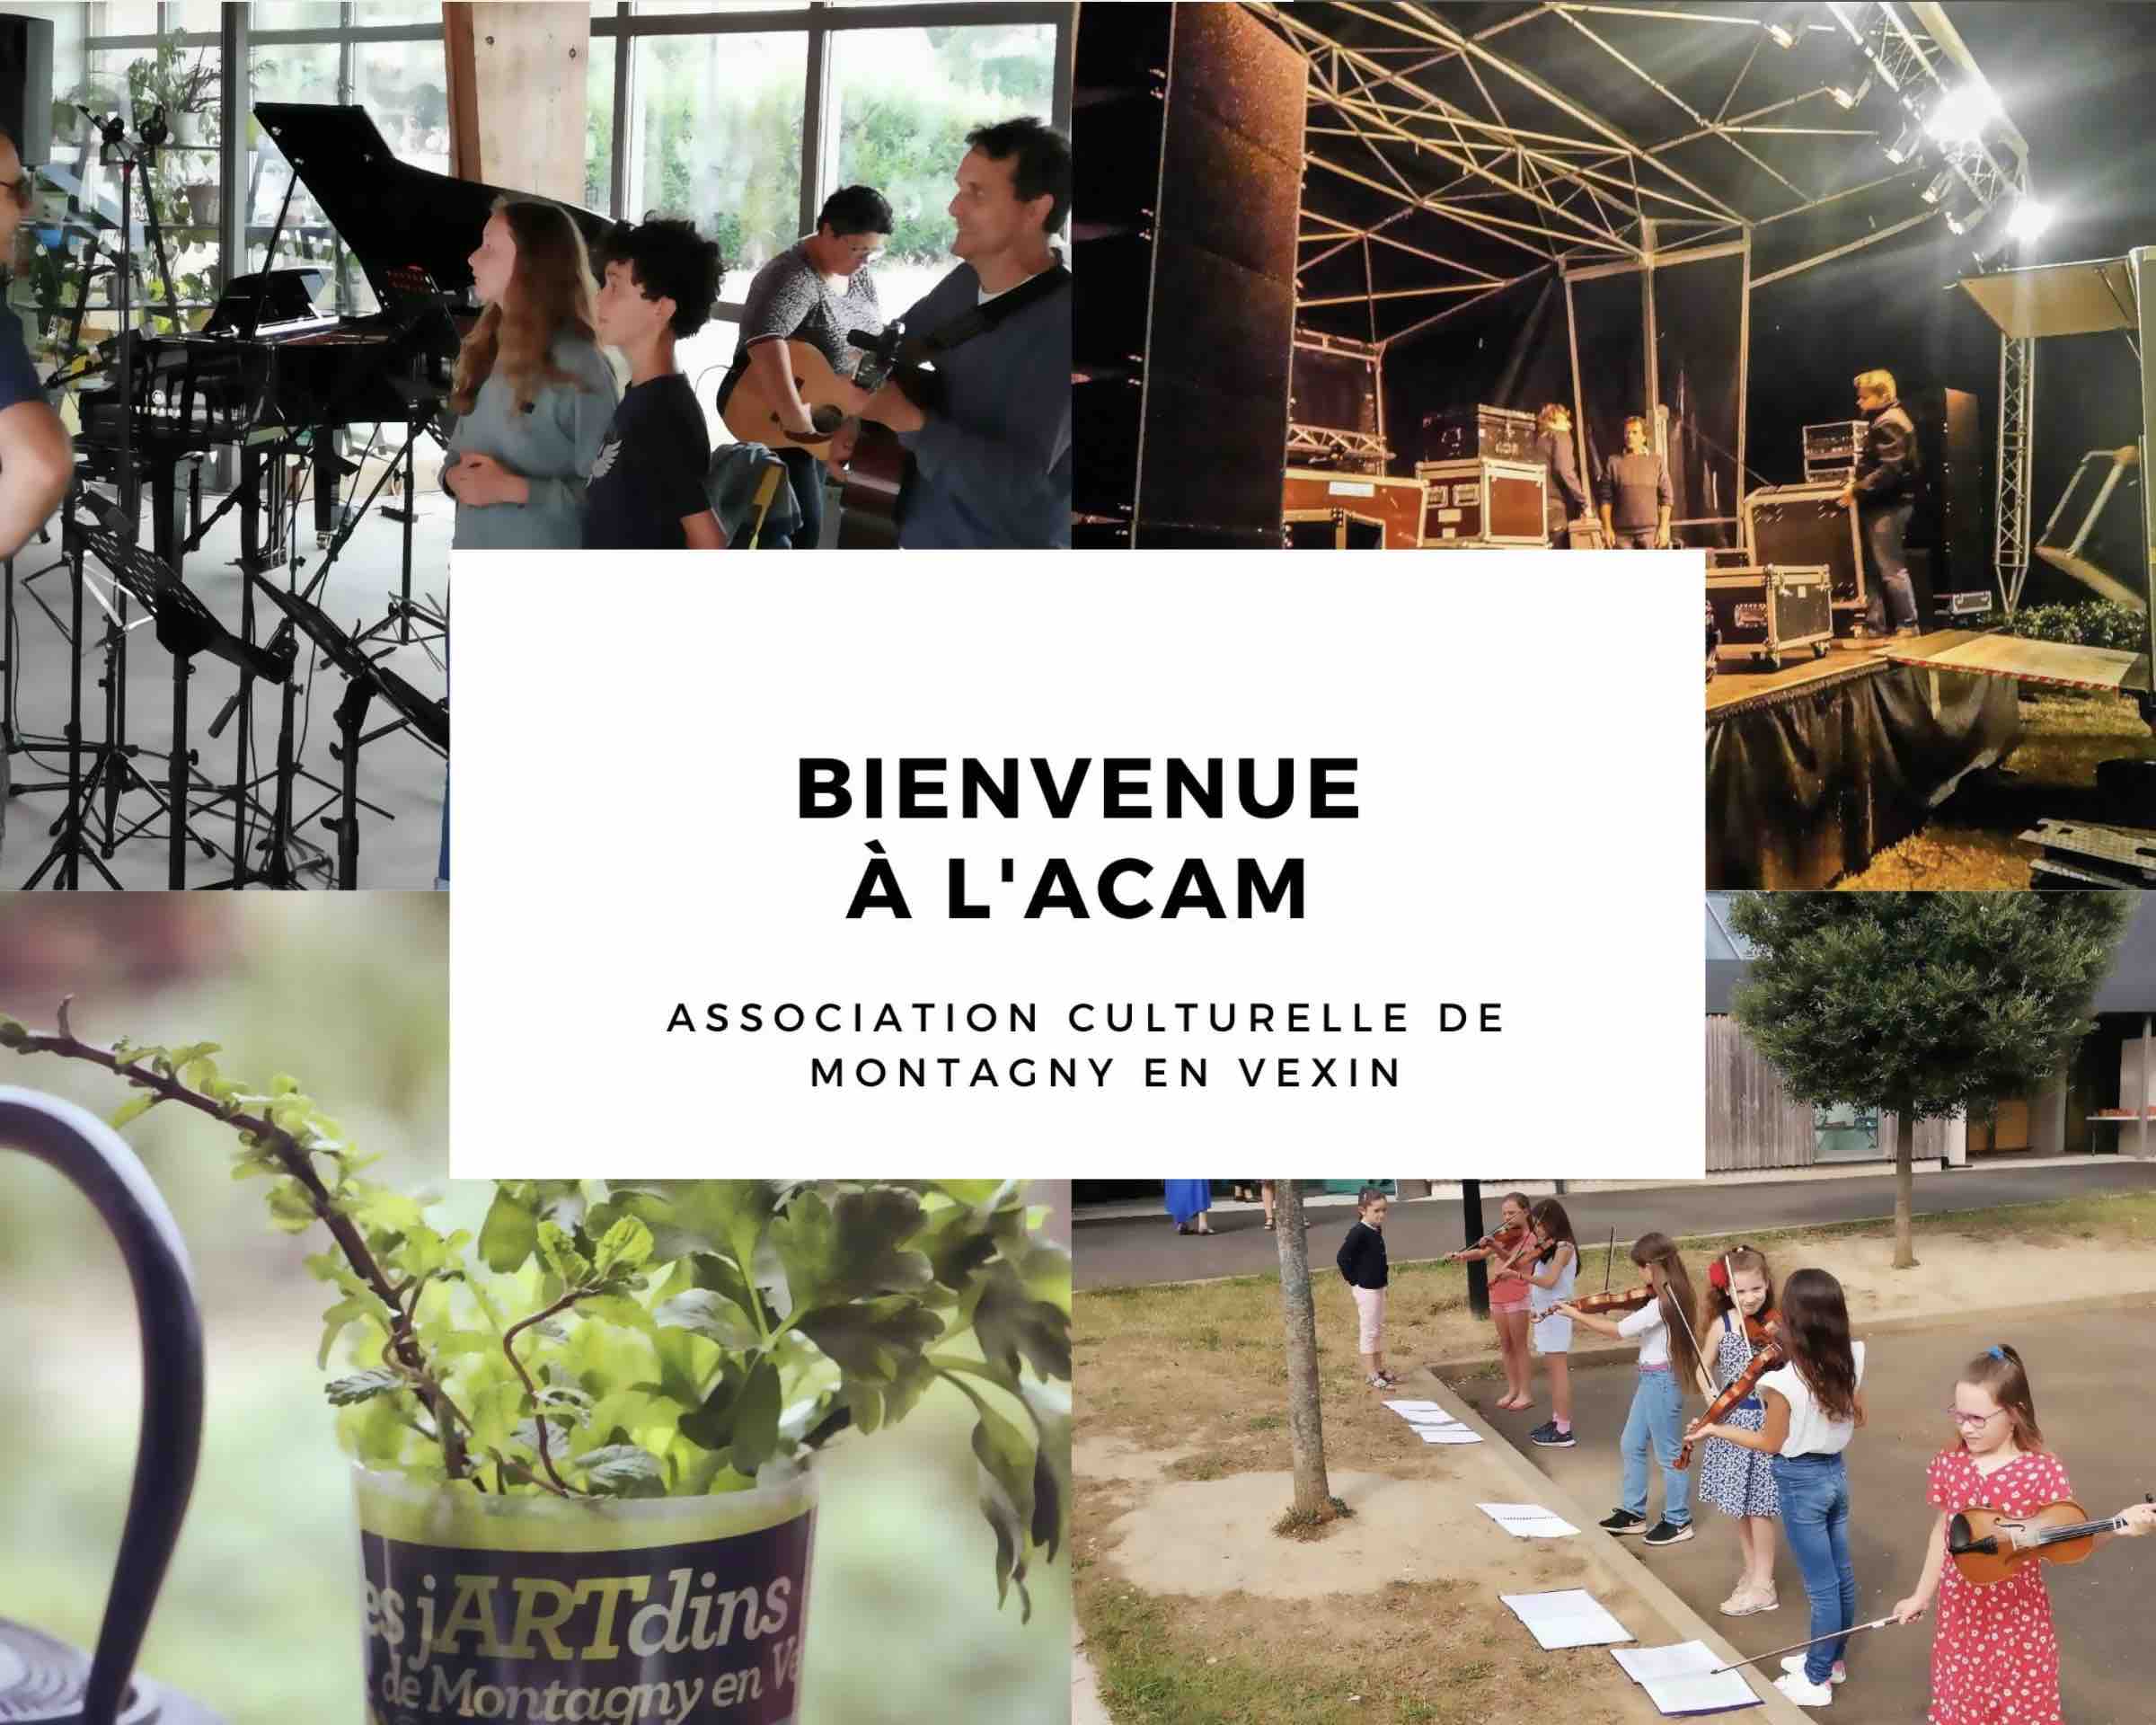 BIENVENUE
À L'ACAM
ASSOCIATION CULTURELLE DE
MONTAGNY EN VEXIN
es jARTdins
de Montagny en Ve